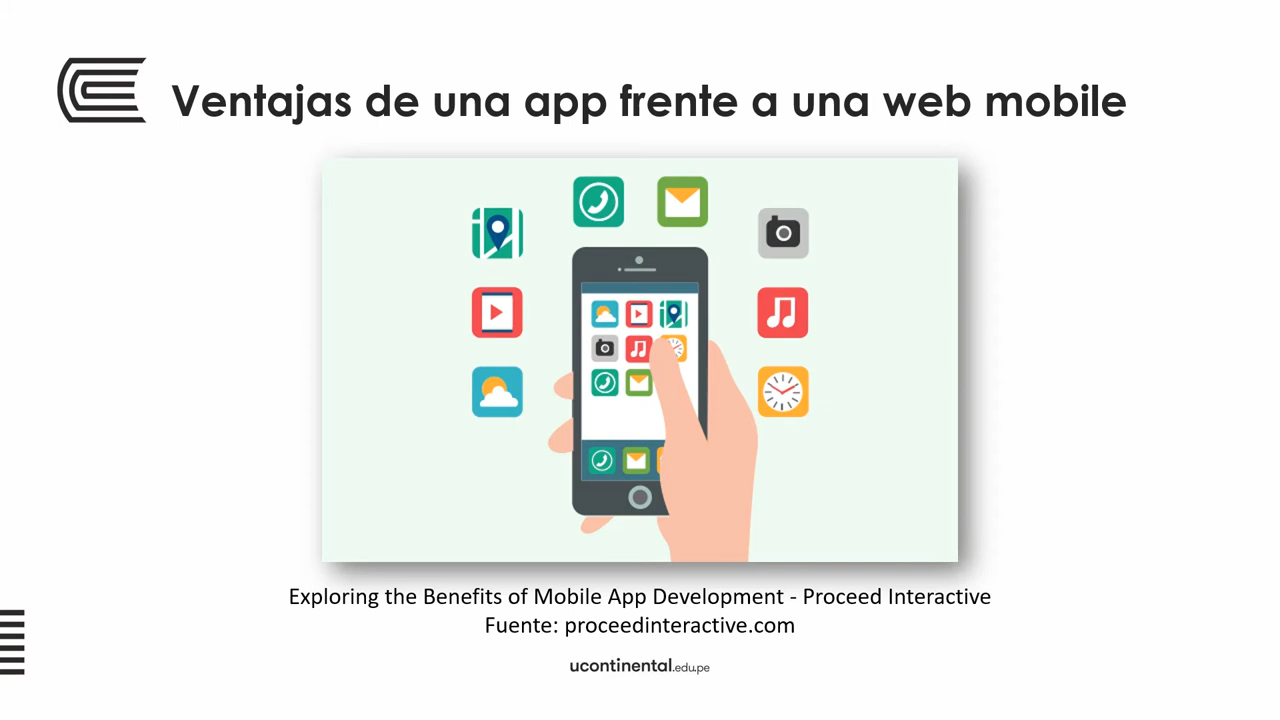 Ventajas de una app frente a una web mobile
Exploring the Benefits of Mobile App Development - Proceed Interactive
Fuente: proceedinteractive.com
ucontinental.edu.pe